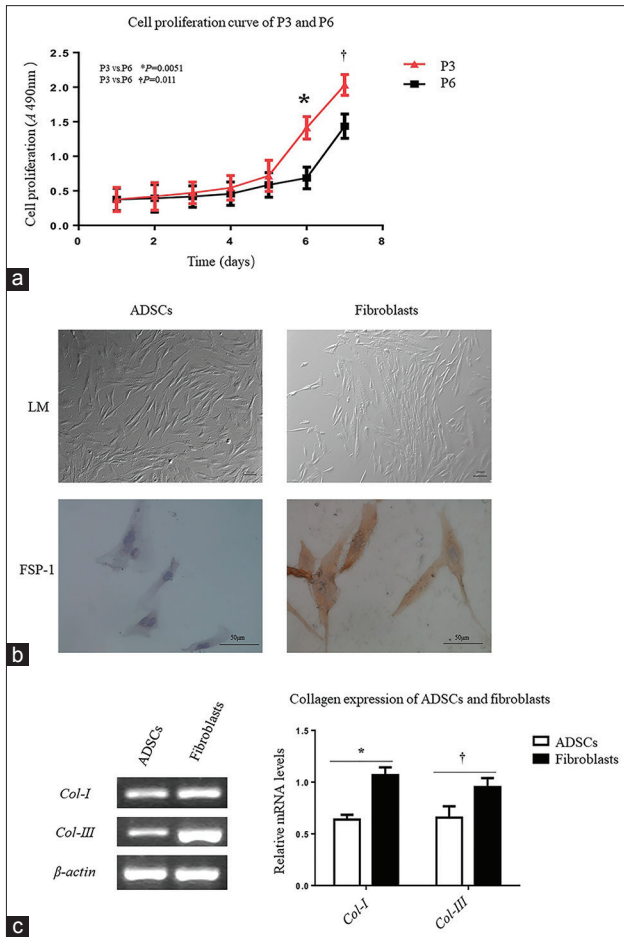 Cell proliferation curve of P3 and P6
Cell proliferation (A 490nm)
2.5
2.0
1.5
1.0
0.5
0.0
P3 vs.P6 *P=0.0051
P3 vs.P6 †P=0.011
*
†
P3
P6
0 2 4 6 8
Time (days)
a
ADSCs Fibroblasts
LM
FSP-1
50μm 50μm
b
ADSCs Fibroblasts
Col-I
Col-III
β-actin
Collagen expression of ADSCs and fibroblasts
Relative mRNA levels
1.5
1.0
0.5
0.0
* †
ADSCs
Fibroblasts
Col-I Col-III
c